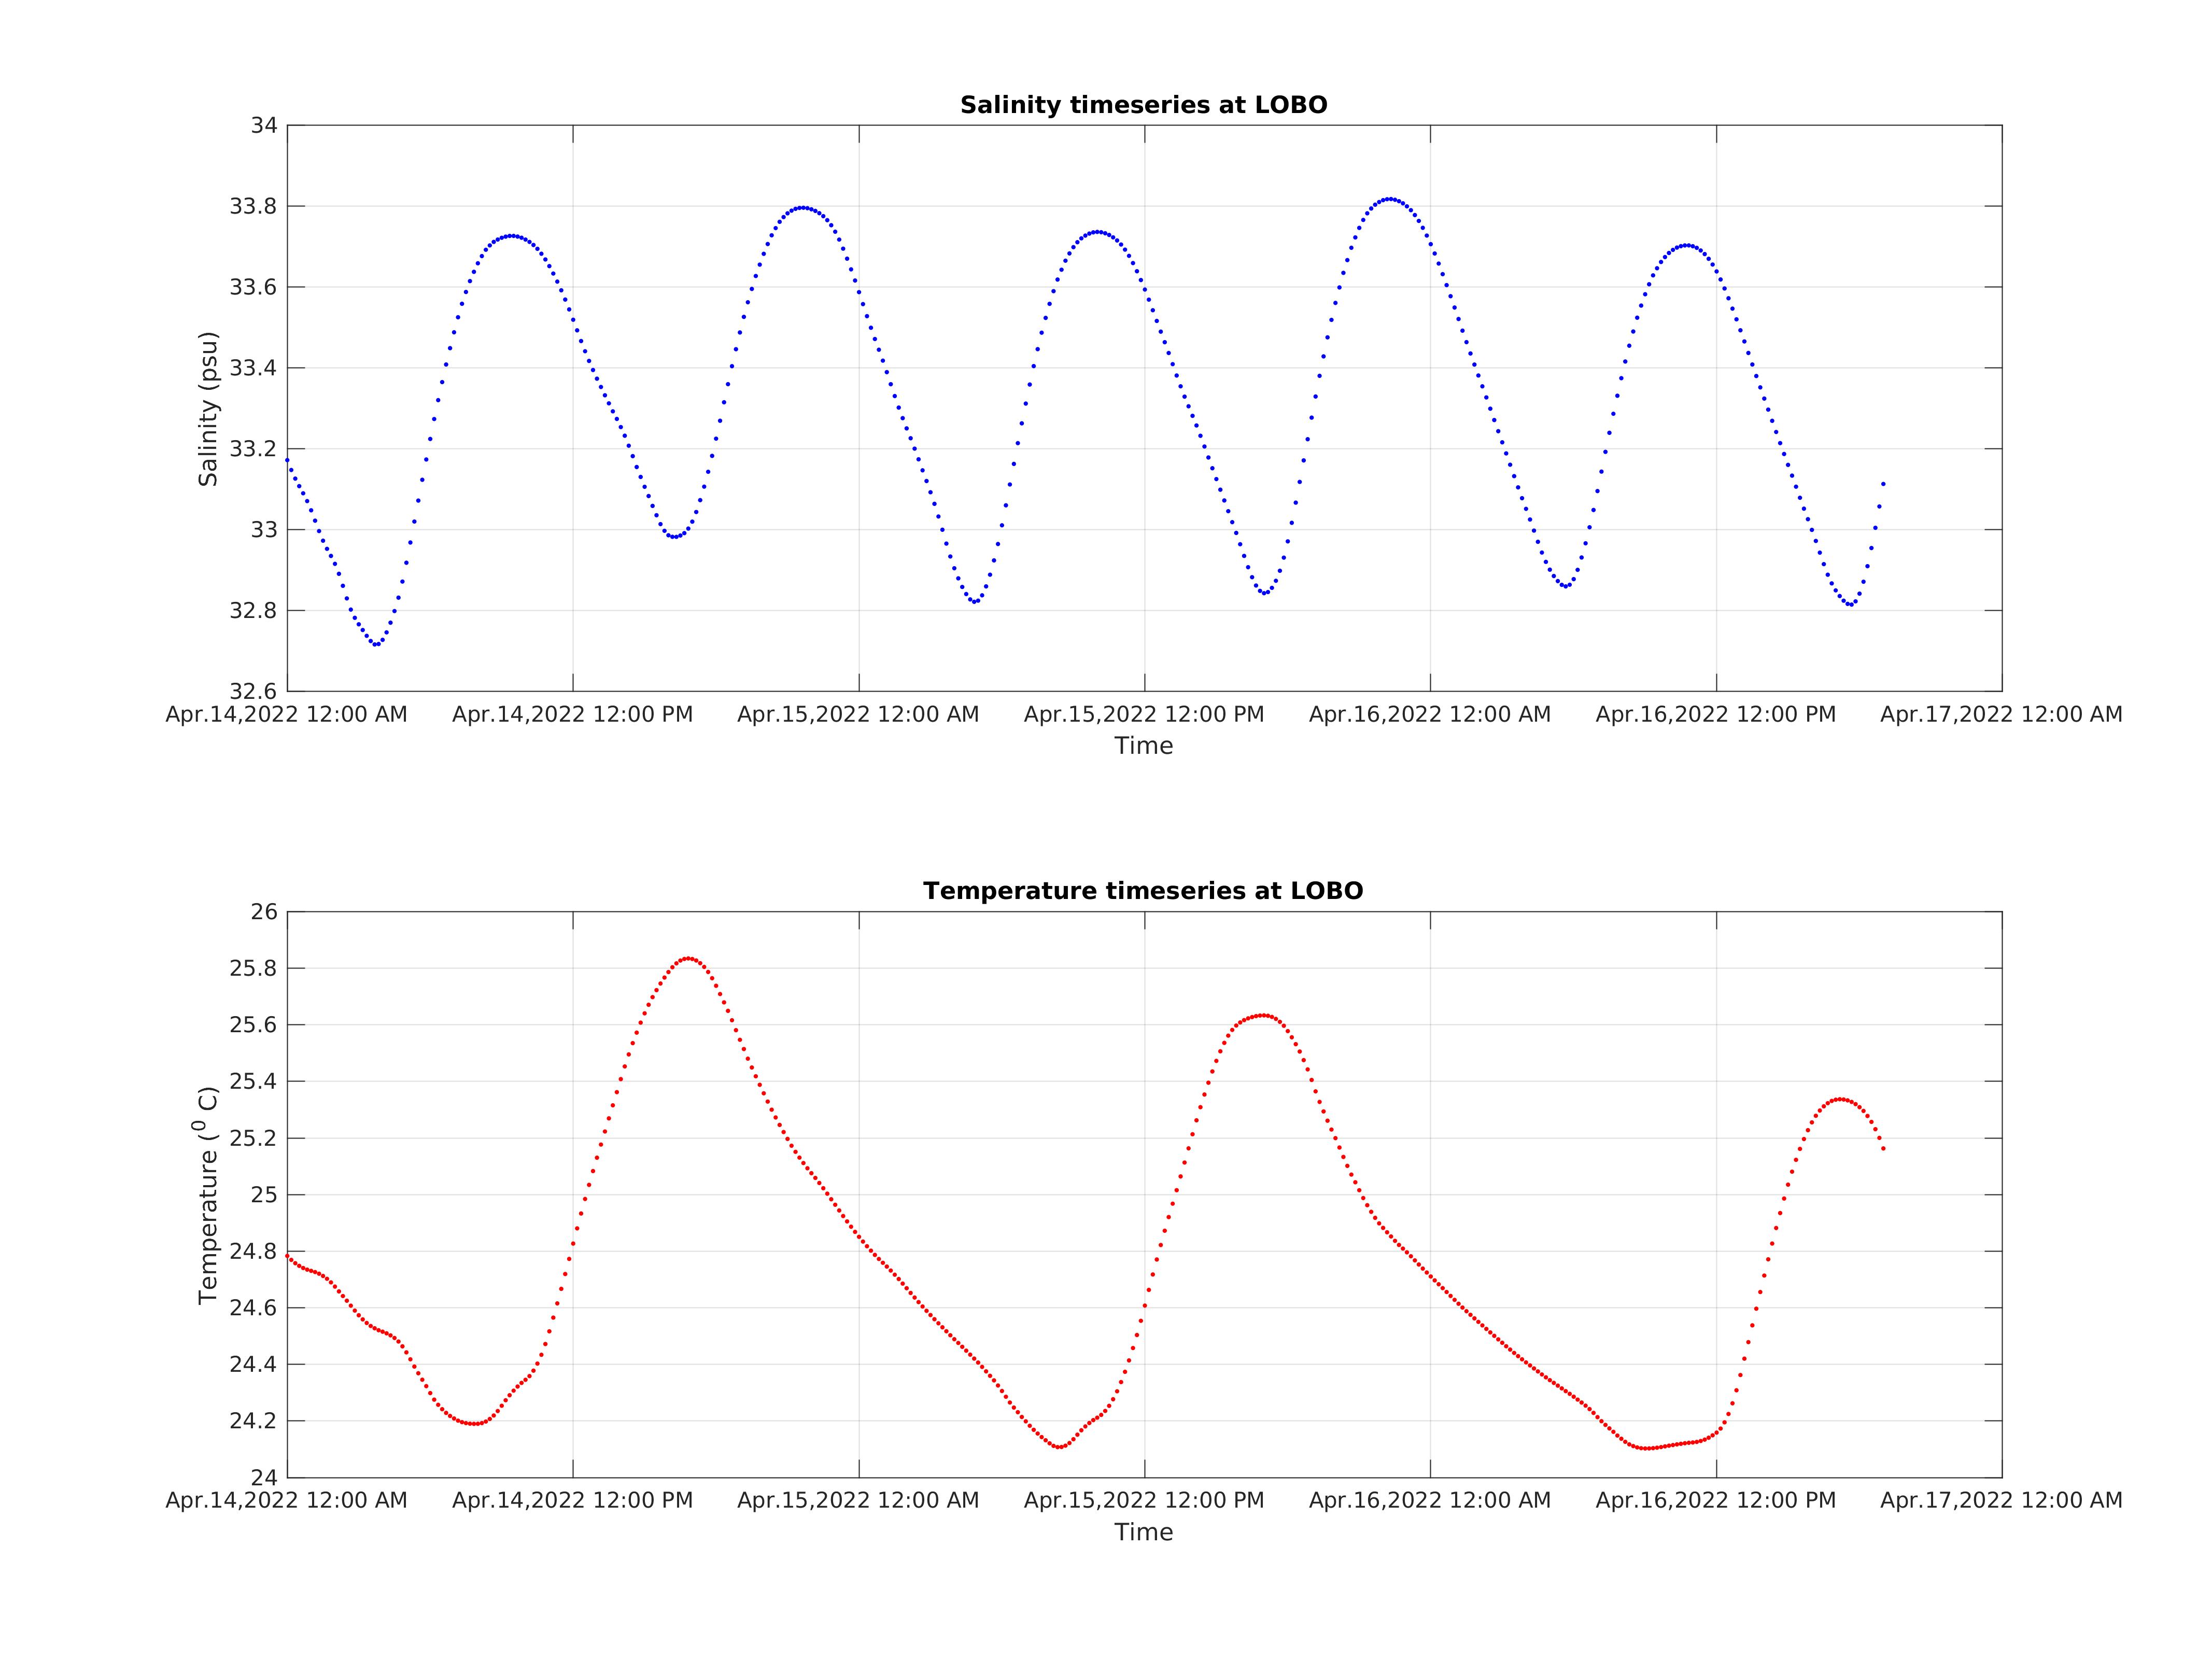 Salinity timeseries at LOBO
34
33.8
33.6
33.4
33.2
33
32.8
32.6
Salinity (psu)
Apr.14,2022 12:00 AM Apr.14,2022 12:00 PM Apr.15,2022 12:00 AM Apr.15,2022 12:00 PM Apr.16,2022 12:00 AM Apr.16,2022 12:00 PM Apr.17,2022 12:00 AM
Time
Temperature timeseries at LOBO
26
25.8
25.6
25.4
25.2
25
24.8
24.6
24.4
24.2
24
Temperature (⁰ C)
Apr.14,2022 12:00 AM Apr.14,2022 12:00 PM Apr.15,2022 12:00 AM Apr.15,2022 12:00 PM Apr.16,2022 12:00 AM Apr.16,2022 12:00 PM Apr.17,2022 12:00 AM
Time